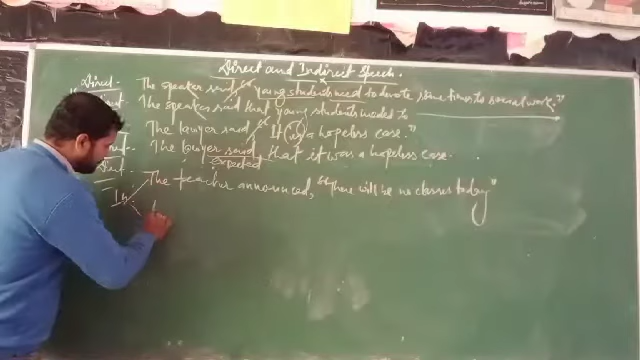 Direct and Indirect Speech.
Direct - The speaker said "Young students need to devote some times to social work."
The speaker said that young students needed to
The lawyer said "It is a hopeless case."
The lawyer said that it was a hopeless case.
expected
The teacher announced, "There will be no classes today"
In